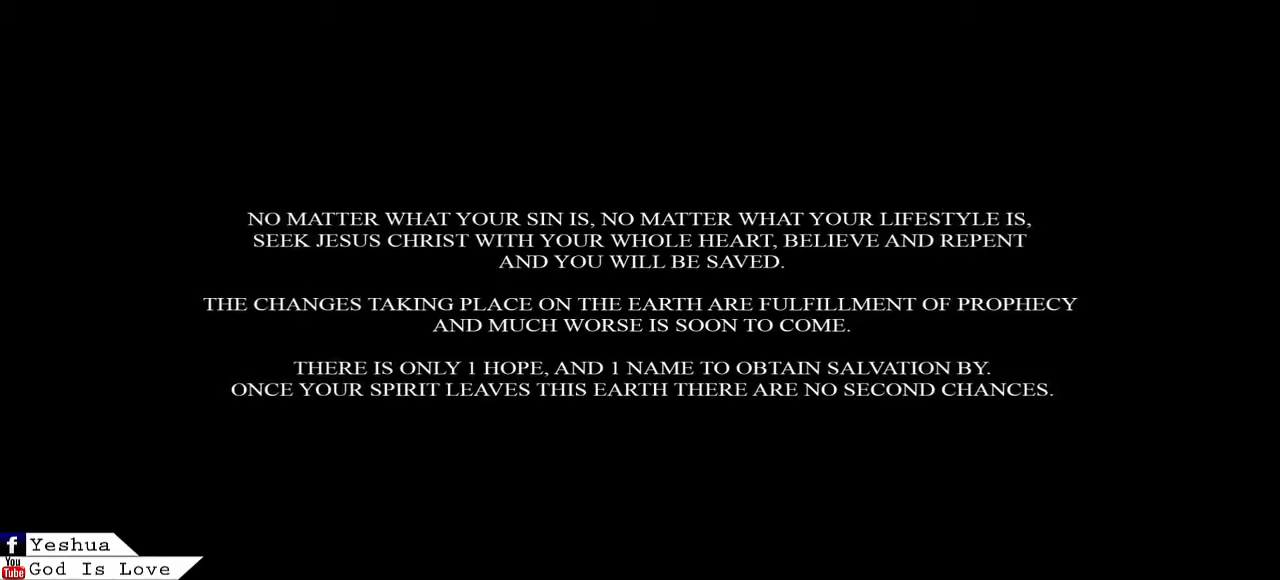 NO MATTER WHAT YOUR SIN IS, NO MATTER WHAT YOUR LIFESTYLE IS,
SEEK JESUS CHRIST WITH YOUR WHOLE HEART, BELIEVE AND REPENT
AND YOU WILL BE SAVED.
THE CHANGES TAKING PLACE ON THE EARTH ARE FULFILLMENT OF PROPHECY
AND MUCH WORSE IS SOON TO COME.
THERE IS ONLY 1 HOPE, AND 1 NAME TO OBTAIN SALVATION BY.
ONCE YOUR SPIRIT LEAVES THIS EARTH THERE ARE NO SECOND CHANCES.
f Yeshua
You Tube God Is Love